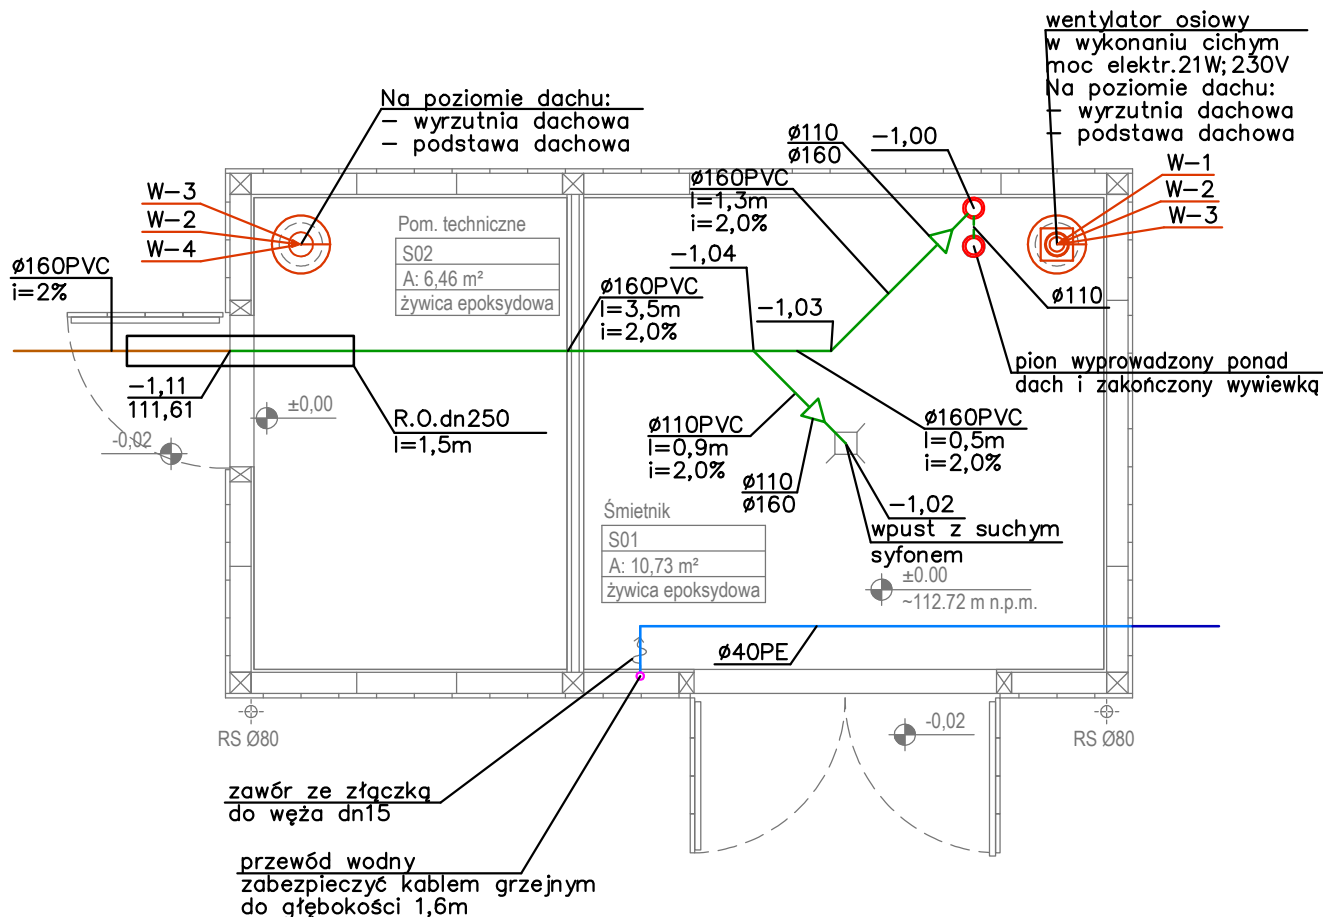 wentylator osiowy
w wykonaniu cichym
moc elektr.21W;230V
Na poziomie dachu:
– wyrzutnia dachowa
– podstawa dachowa
Na poziomie dachu:
– wyrzutnia dachowa
– podstawa dachowa
ø110
ø160
-1,00
W-3
W-2
W-4
ø160PVC
l=1,3m
i=2,0%
W-1
W-2
W-3
Pom. techniczne
S02
A: 6,46 m²
żywica epoksydowa
ø160PVC
i=2%
-1,04
ø160PVC
l=3,5m
i=2,0%
-1,03
ø110
pion wyprowadzony ponad
dach i zakończony wywiewką
-1,11
111,61
±0,00
R.O.dn250
l=1,5m
-0,02
ø110PVC
l=0,9m
i=2,0%
ø160PVC
l=0,5m
i=2,0%
ø110
ø160
-1,02
wpust z suchym
syfonem
Śmietnik
S01
A: 10,73 m²
żywica epoksydowa
±0.00
~112.72 m n.p.m.
ø40PE
RS Ø80
-0,02
RS Ø80
zawór ze złączką
do węża dn15
przewód wodny
zabezpieczyć kablem grzejnym
do głębokości 1,6m